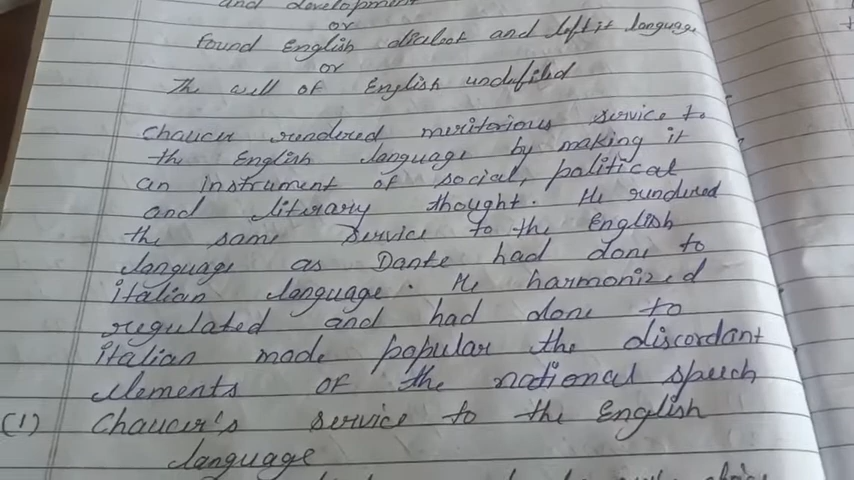 and development
or
found English dialect and left it language
or
The well of English undefiled
Chaucer rendered meritorious service to
the English language by making it
an instrument of social, political
and literary thought. He rendered
the same service to the English
language as Dante had done to
italian language. He harmonized
regulated and had done to
italian made popular the discordant
elements of the national speech
(1) Chaucer's service to the English
language